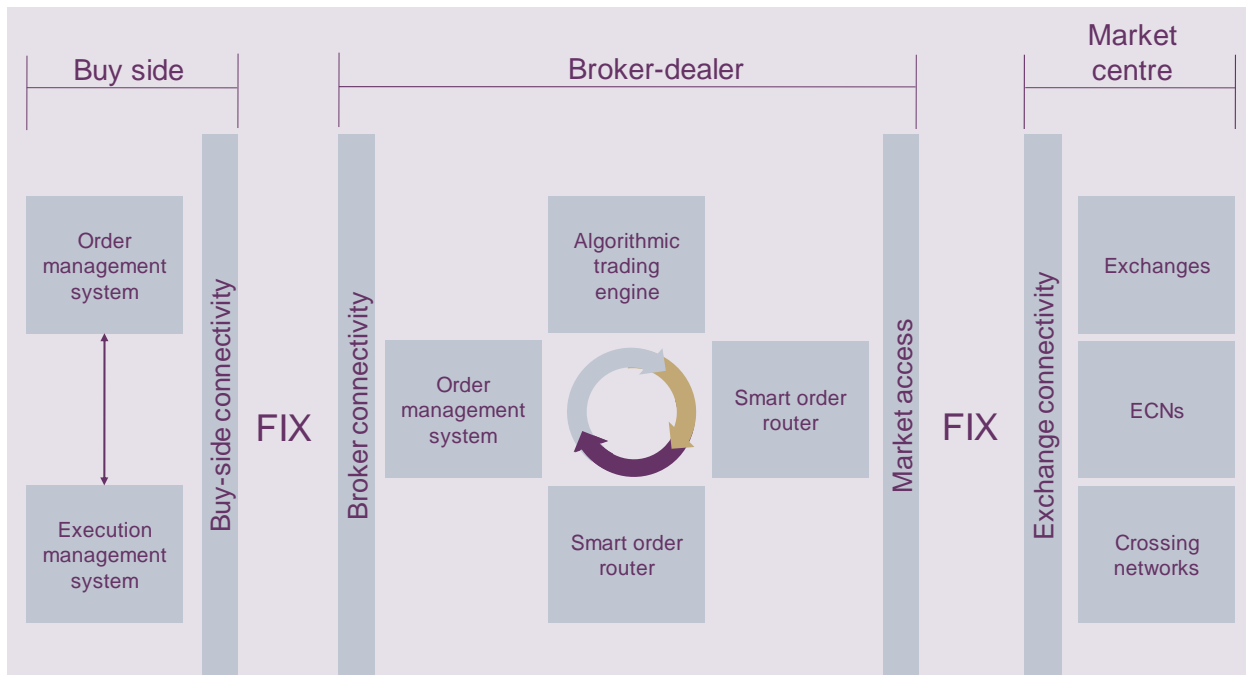 Buy side
Broker-dealer
Market
centre
Order
management
system
Execution
management
system
Buy-side connectivity
FIX
Broker connectivity
Order
management
system
Algorithmic
trading
engine
Smart order
router
Smart order
router
Market access
FIX
Exchange connectivity
Exchanges
ECNs
Crossing
networks